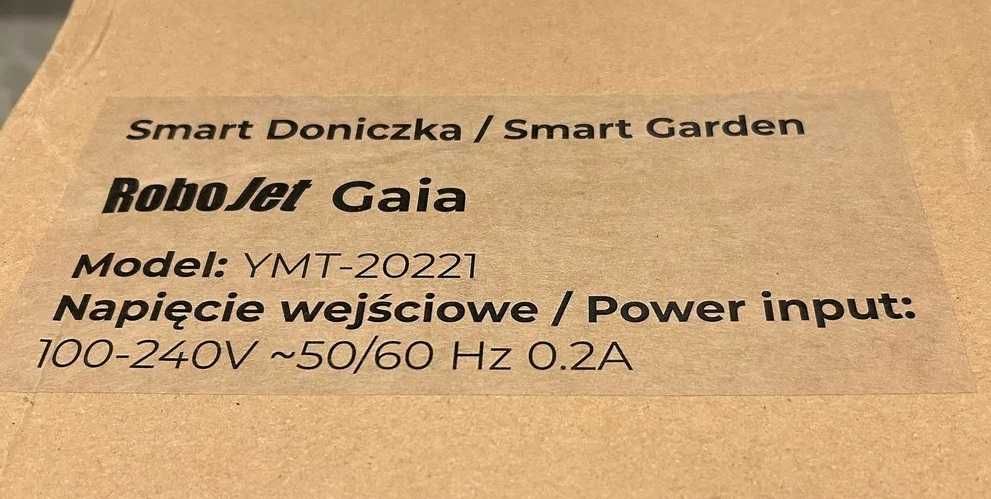 Smart Doniczka / Smart Garden
RoboJet Gaia
Model: YMT-20221
Napięcie wejściowe / Power input:
100-240V ~50/60 Hz 0.2A